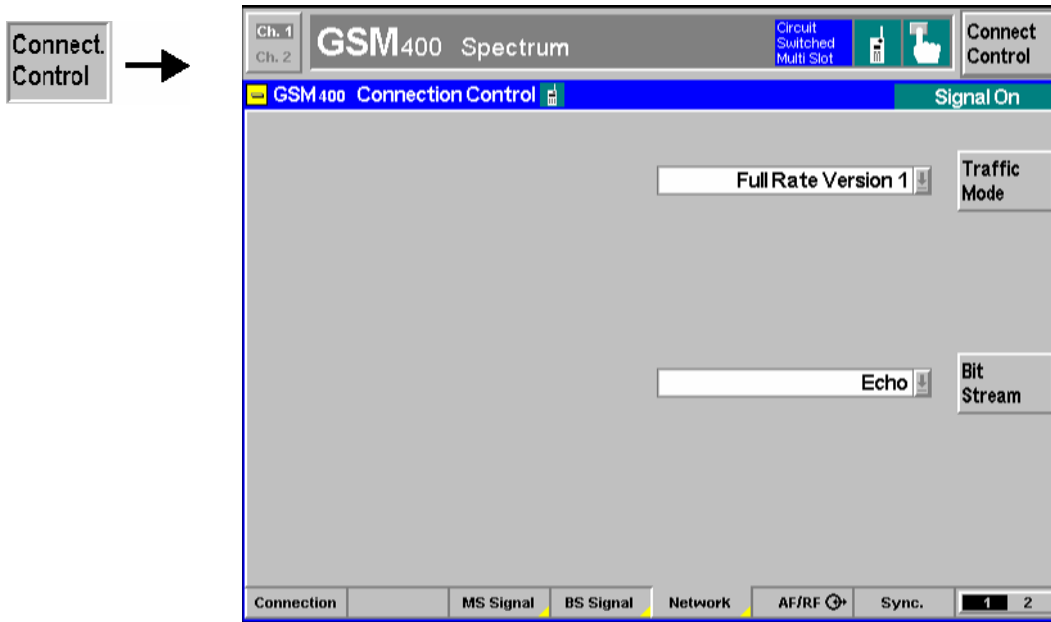 Connect.
Control
Ch. 1
Ch. 2
GSM400 Spectrum
Circuit
Switched
Multi Slot
Connect
Control
GSM400 Connection Control
Signal On
Full Rate Version 1
Traffic
Mode
Echo
Bit
Stream
Connection MS Signal BS Signal Network AF/RF Sync. 1 2